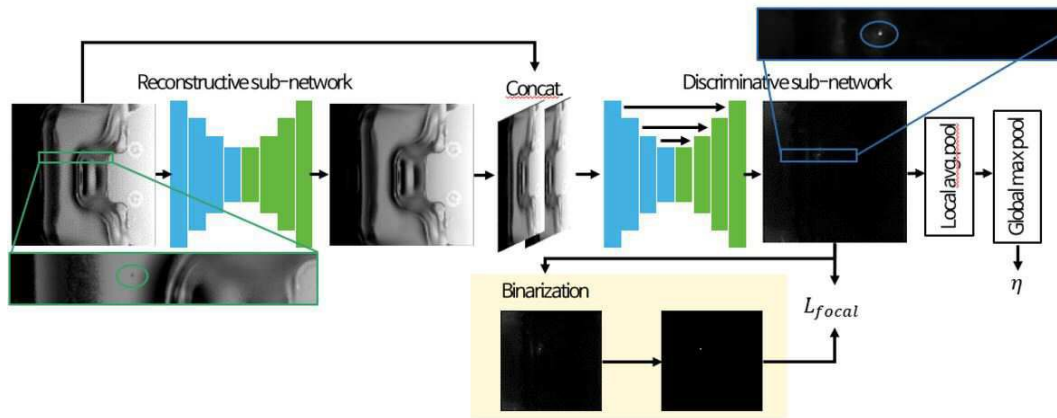 Reconstructive sub-network
Concat.
Discriminative sub-network
Local avg.pool
Global max pool
Binarization
L_focal
η